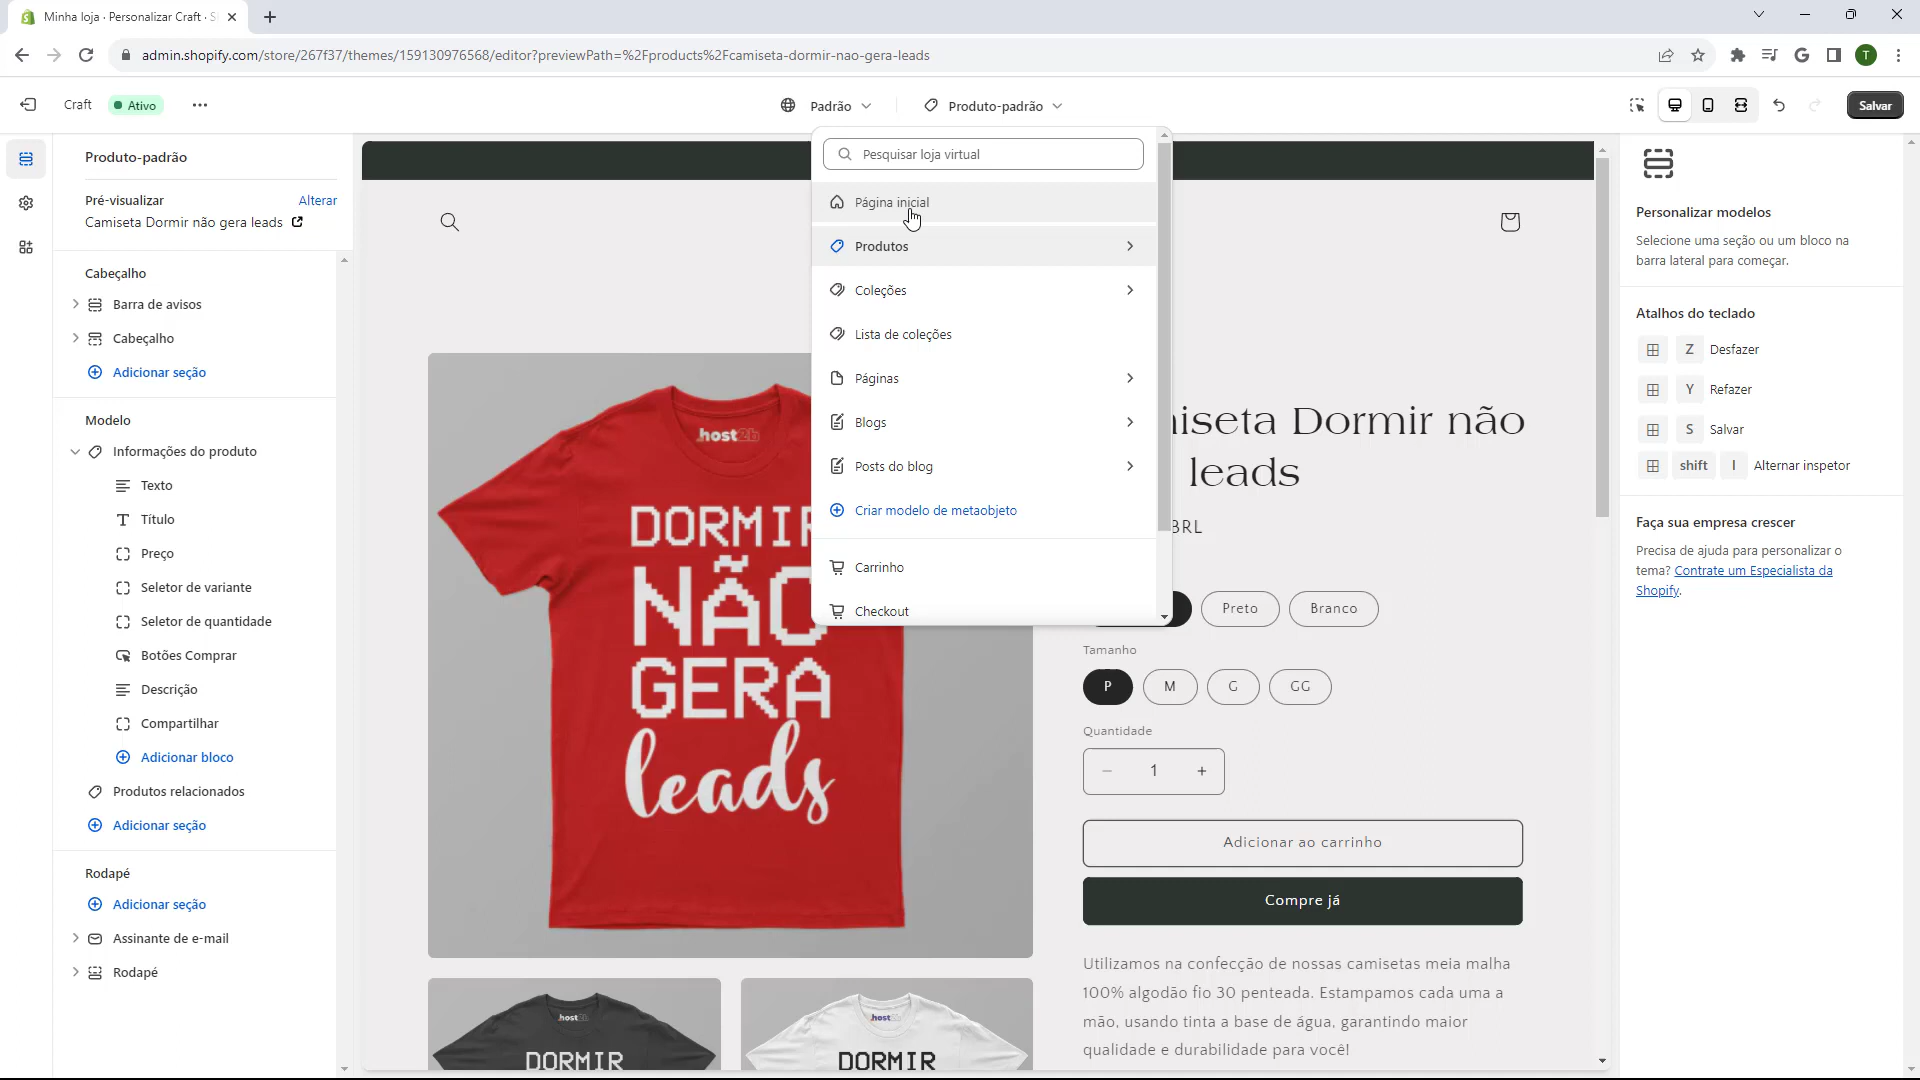 Minha loja · Personalizar Craft · S
admin.shopify.com/store/267f37/themes/159130976568/editor?previewPath=%2Fproducts%2Fcamiseta-dormir-nao-gera-leads
T
Craft
Ativo
Padrão
Produto-padrão
Salvar
Produto-padrão
Pré-visualizar
Alterar
Camiseta Dormir não gera leads
Cabeçalho
Barra de avisos
Cabeçalho
Adicionar seção
Modelo
Informações do produto
Texto
Título
Preço
Seletor de variante
Seletor de quantidade
Botões Comprar
Descrição
Compartilhar
Adicionar bloco
Produtos relacionados
Adicionar seção
Rodapé
Adicionar seção
Assinante de e-mail
Rodapé
Pesquisar loja virtual
Página inicial
Produtos
Coleções
Lista de coleções
Páginas
Blogs
Posts do blog
Criar modelo de metaobjeto
Carrinho
Checkout
.host2b
DORMIR
NÃO
GERA
leads
.host2b
DORMIR
.host2b
DORMIR
iseta Dormir não
leads
BRL
Preto
Branco
Tamanho
P
M
G
GG
Quantidade
− 1 +
Adicionar ao carrinho
Compre já
Utilizamos na confecção de nossas camisetas meia malha
100% algodão fio 30 penteada. Estampamos cada uma a
mão, usando tinta a base de água, garantindo maior
qualidade e durabilidade para você!
Personalizar modelos
Selecione uma seção ou um bloco na
barra lateral para começar.
Atalhos do teclado
Z Desfazer
Y Refazer
S Salvar
shift I Alternar inspetor
Faça sua empresa crescer
Precisa de ajuda para personalizar o
tema? Contrate um Especialista da
Shopify.